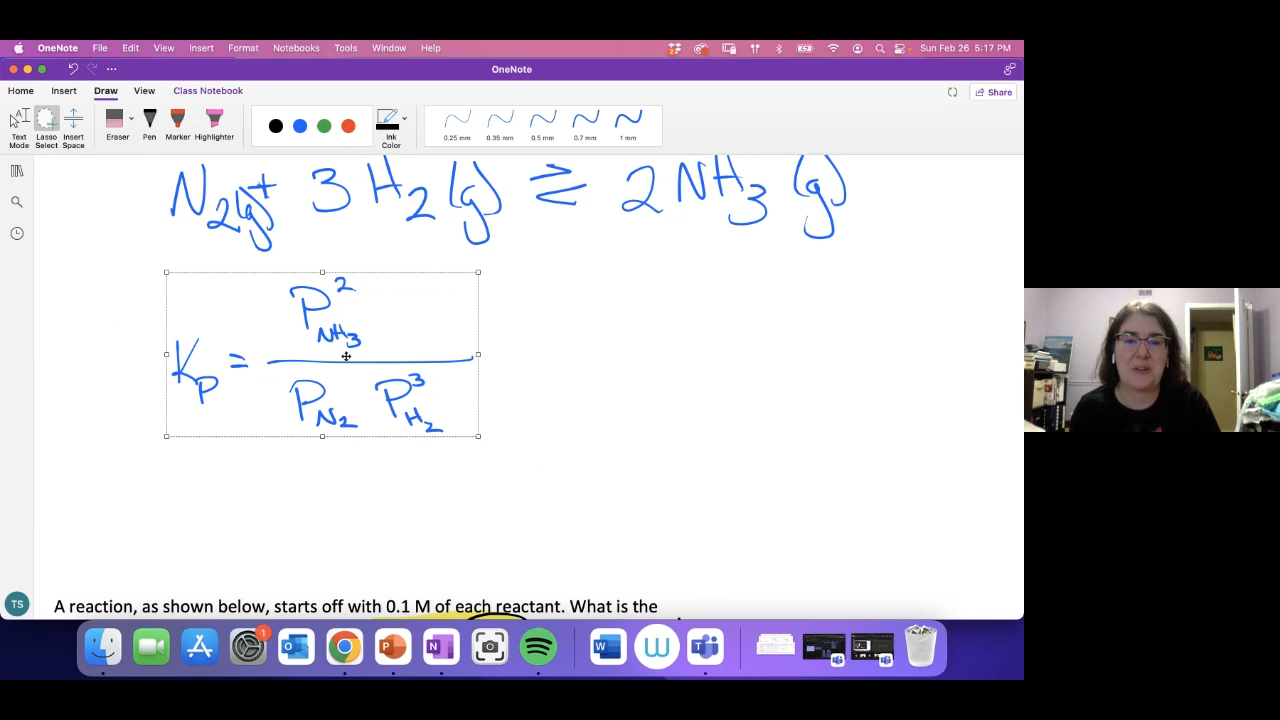 OneNote File Edit View Insert Format Notebooks Tools Window Help Sun Feb 26 5:17 PM
OneNote
Home Insert Draw View Class Notebook Share
Text Mode Lasso Select Insert Space Eraser Pen Marker Highlighter Ink Color 0.25 mm 0.35 mm 0.5 mm 0.7 mm 1 mm
N₂(g) + 3 H₂ (g) ⇌ 2 NH₃ (g)
P²NH₃
Kp =
PN₂ P³H₂
TS
A reaction, as shown below, starts off with 0.1 M of each reactant. What is the
1